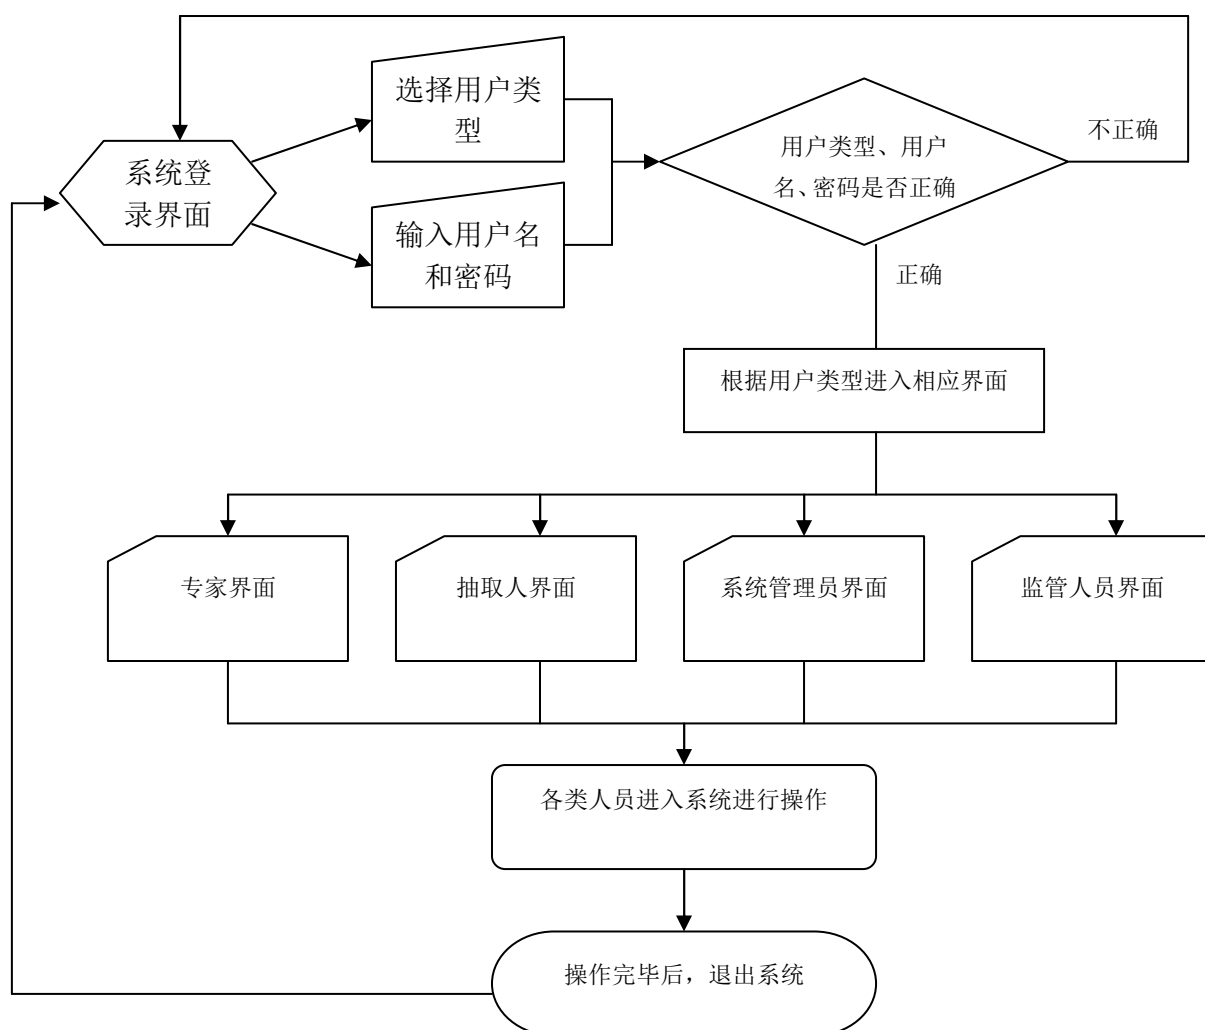 选择用户类
型
不正确
用户类型、用户
名、密码是否正确
系统登
录界面
输入用户名
和密码
正确
根据用户类型进入相应界面
专家界面
抽取人界面
系统管理员界面
监管人员界面
各类人员进入系统进行操作
操作完毕后，退出系统